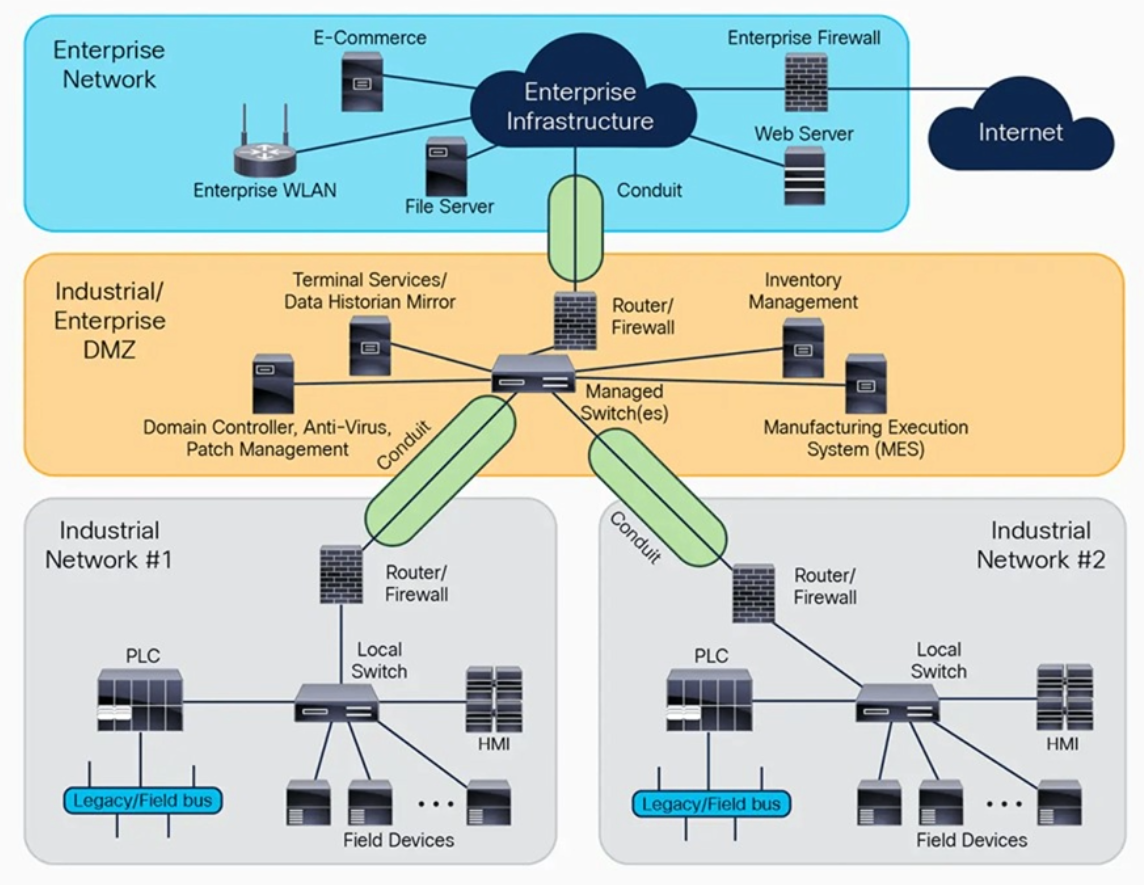 Enterprise
Network
E-Commerce
Enterprise WLAN
File Server
Enterprise
Infrastructure
Enterprise Firewall
Web Server
Internet
Conduit
Industrial/
Enterprise
DMZ
Terminal Services/
Data Historian Mirror
Router/
Firewall
Inventory
Management
Domain Controller, Anti-Virus,
Patch Management
Managed
Switch(es)
Manufacturing Execution
System (MES)
Conduit
Conduit
Industrial
Network #1
Router/
Firewall
PLC
Local
Switch
HMI
Legacy/Field bus
Field Devices
Industrial
Network #2
Router/
Firewall
PLC
Local
Switch
HMI
Legacy/Field bus
Field Devices